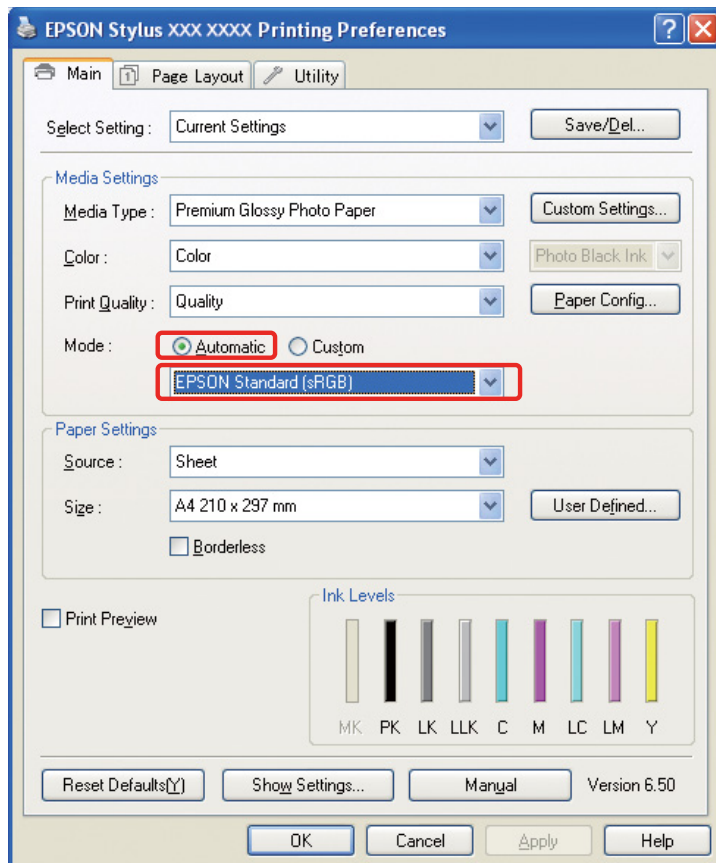 EPSON Stylus XXX XXXX Printing Preferences
Main
1 Page Layout
Utility
Select Setting : Current Settings Save/Del...
Media Settings
Media Type : Premium Glossy Photo Paper Custom Settings...
Color : Color Photo Black Ink
Print Quality : Quality Paper Config...
Mode : Automatic Custom
EPSON Standard (sRGB)
Paper Settings
Source : Sheet
Size : A4 210 x 297 mm User Defined...
Borderless
Print Preview
Ink Levels
MK PK LK LLK C M LC LM Y
Reset Defaults(Y) Show Settings... Manual Version 6.50
OK Cancel Apply Help